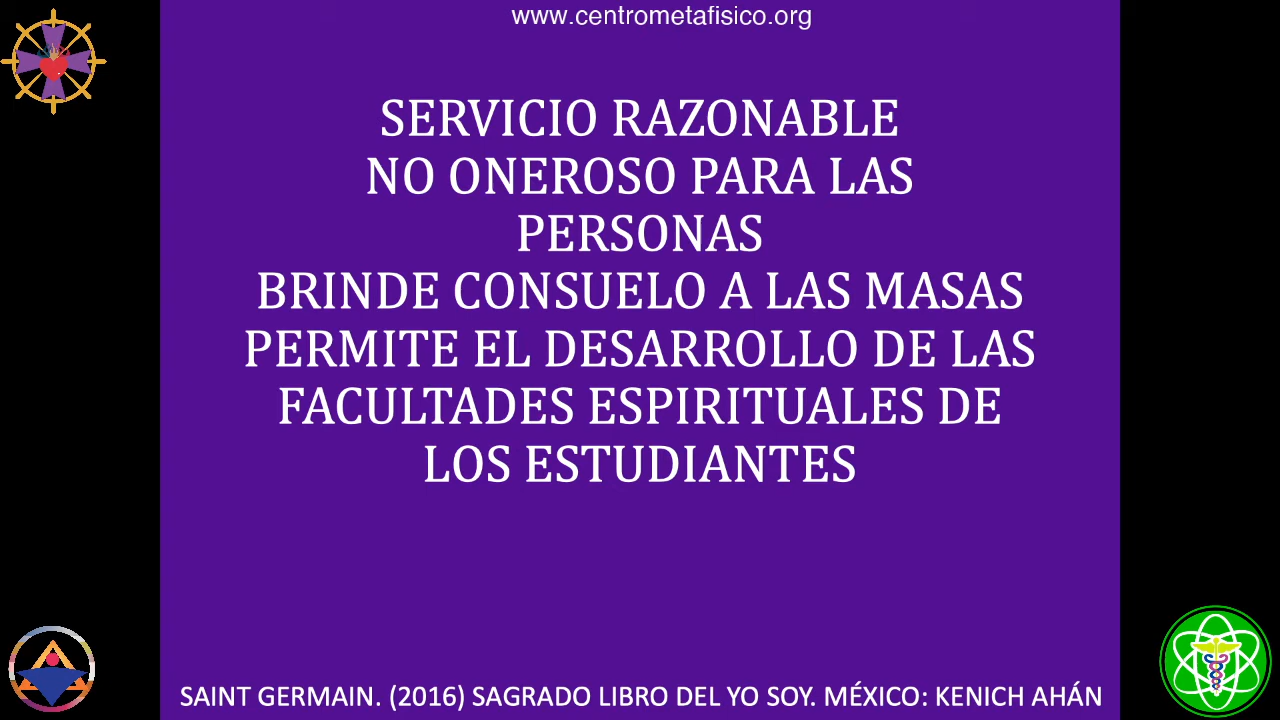 www.centrometafisico.org
SERVICIO RAZONABLE
NO ONEROSO PARA LAS
PERSONAS
BRINDE CONSUELO A LAS MASAS
PERMITE EL DESARROLLO DE LAS
FACULTADES ESPIRITUALES DE
LOS ESTUDIANTES
SAINT GERMAIN. (2016) SAGRADO LIBRO DEL YO SOY. MÉXICO: KENICH AHÁN